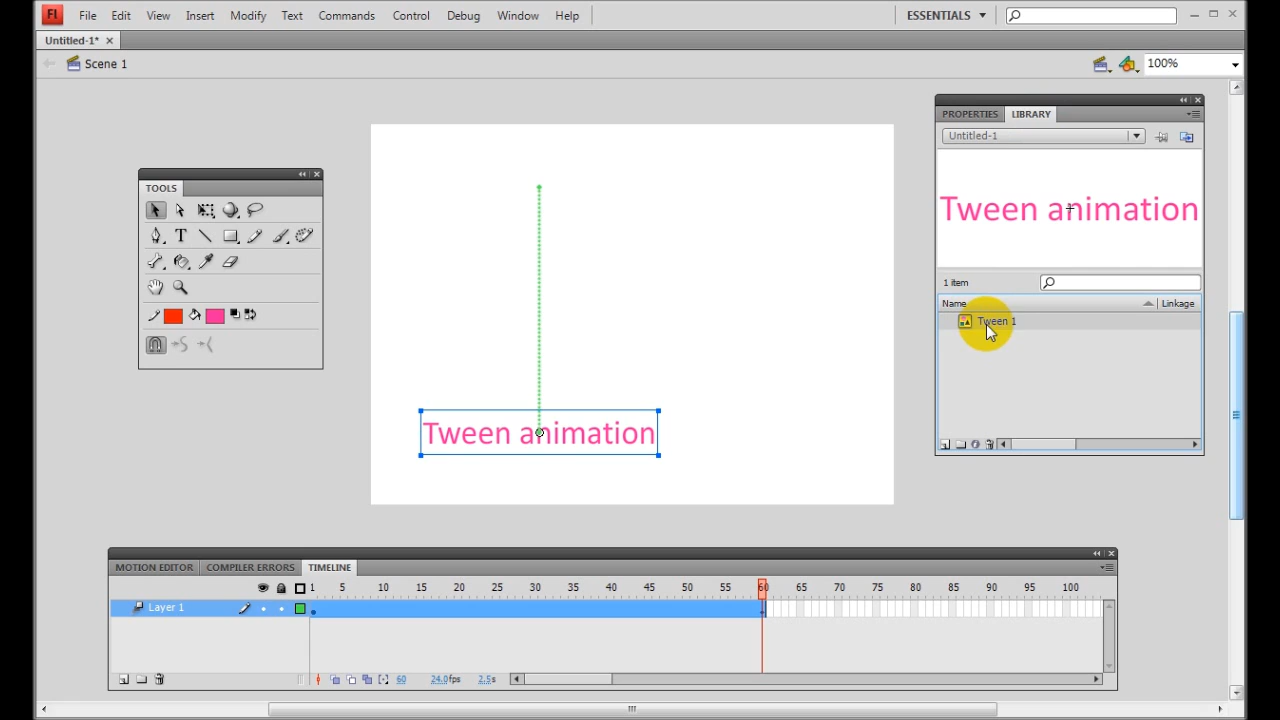 Fl File Edit View Insert Modify Text Commands Control Debug Window Help ESSENTIALS
Untitled-1*
Scene 1 100%
PROPERTIES LIBRARY
Untitled-1
Tween animation
1 item
Name Linkage
Tween 1
TOOLS
T
Tween animation
MOTION EDITOR COMPILER ERRORS TIMELINE
1 5 10 15 20 25 30 35 40 45 50 55 60 65 70 75 80 85 90 95 100
Layer 1
60 24.0fps 2.5s